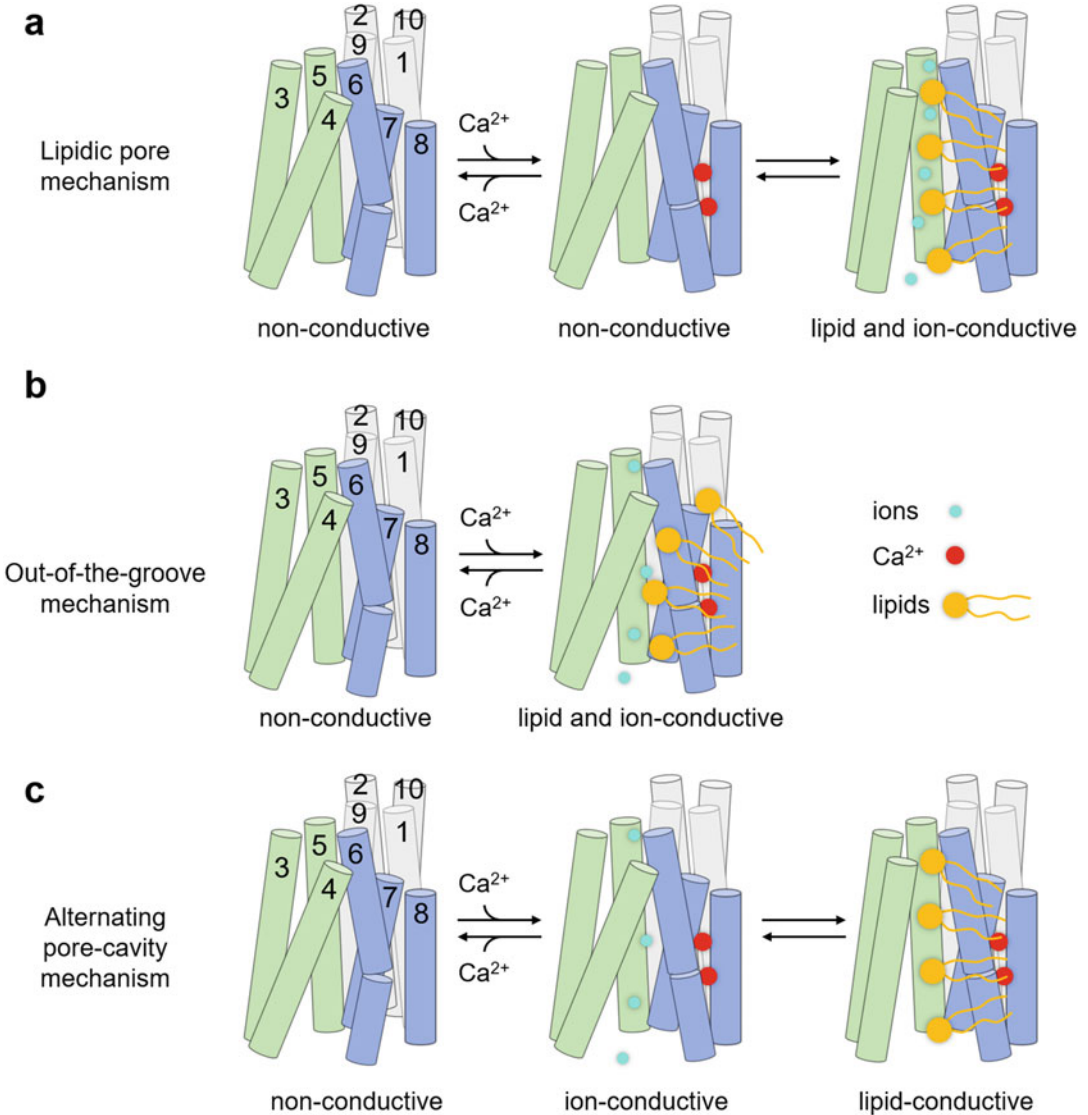 a
2
10
9
1
5
6
3
4
7
8
Lipidic pore
mechanism
Ca2+
Ca2+
non-conductive
non-conductive
lipid and ion-conductive
b
2
10
9
1
5
6
3
4
7
8
Out-of-the-groove
mechanism
Ca2+
Ca2+
ions
Ca2+
lipids
non-conductive
lipid and ion-conductive
c
2
10
9
1
5
6
3
4
7
8
Alternating
pore-cavity
mechanism
Ca2+
Ca2+
non-conductive
ion-conductive
lipid-conductive